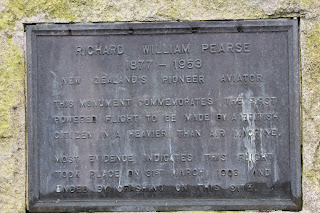 RICHARD WILLIAM PEARSE
1877 - 1953
NEW ZEALAND'S PIONEER AVIATOR
THIS MONUMENT COMMEMORATES THE FIRST
POWERED FLIGHT TO BE MADE BY A BRITISH
CITIZEN IN A HEAVIER THAN AIR MACHINE.
MOST EVIDENCE INDICATES THIS FLIGHT
TOOK PLACE ON 31ST MARCH 1903 AND
ENDED BY CRASHING ON THIS SITE.